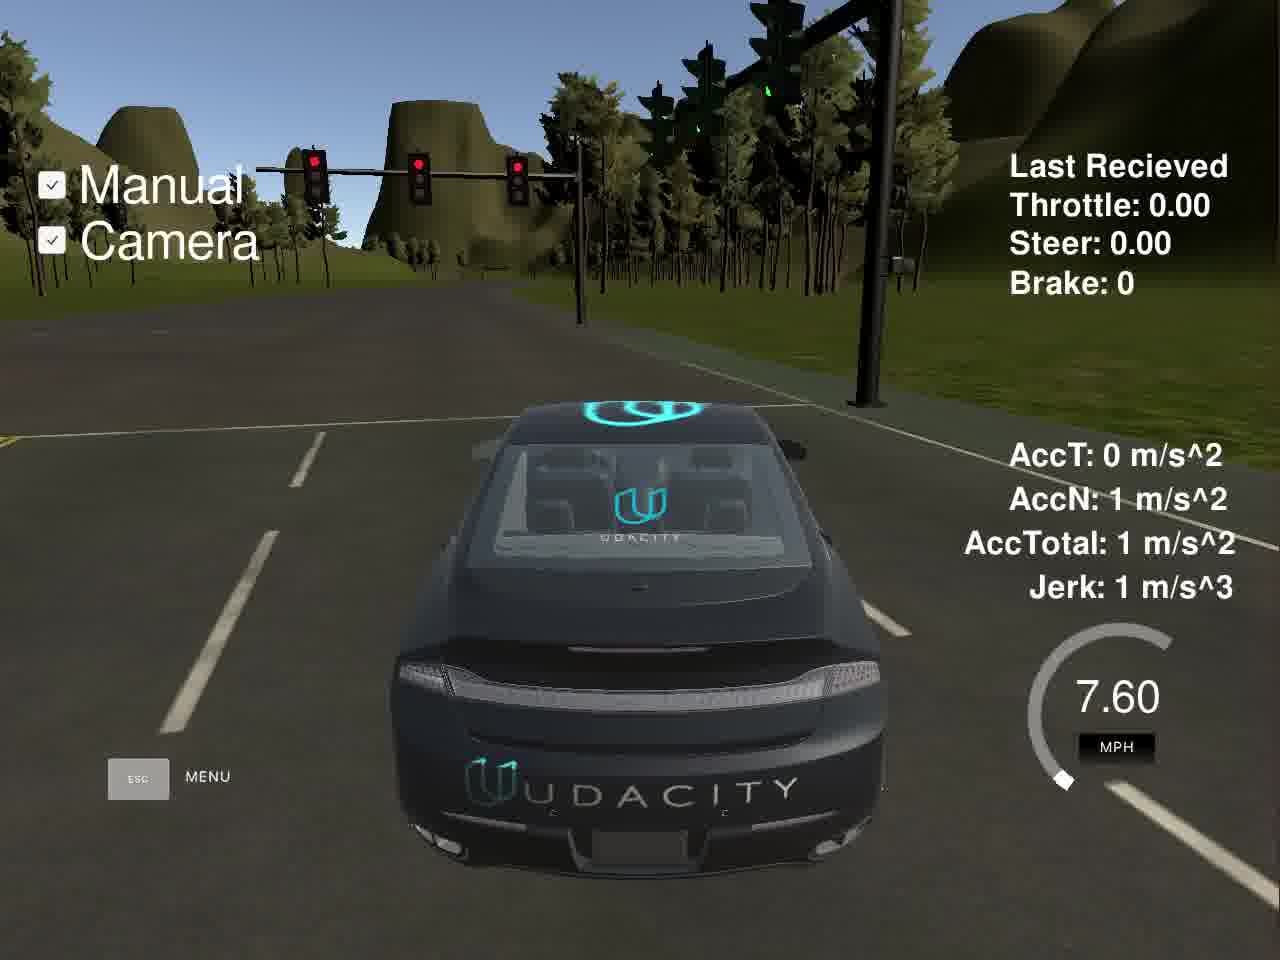 Manual
Camera
Last Recieved
Throttle: 0.00
Steer: 0.00
Brake: 0
AccT: 0 m/s^2
AccN: 1 m/s^2
AccTotal: 1 m/s^2
Jerk: 1 m/s^3
UDACITY
7.60
MPH
ESC
MENU
UDACITY